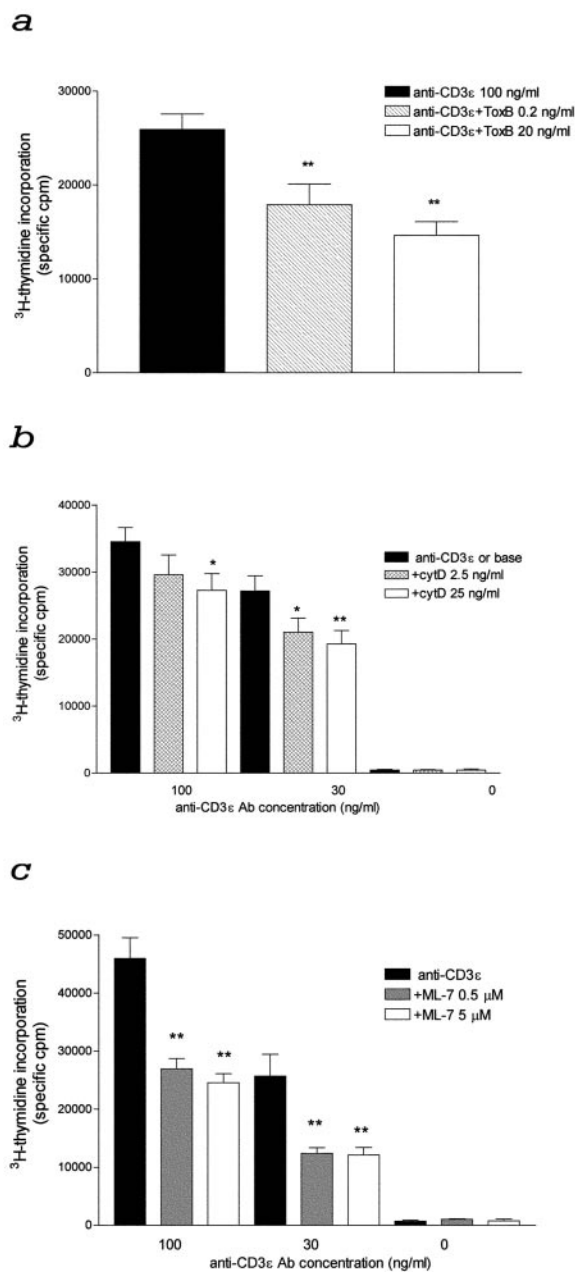 a
30000
20000
10000
0
³H-thymidine incorporation
(specific cpm)
anti-CD3ε 100 ng/ml
anti-CD3ε+ToxB 0.2 ng/ml
anti-CD3ε+ToxB 20 ng/ml
**
**
b
40000
30000
20000
10000
0
³H-thymidine incorporation
(specific cpm)
anti-CD3ε or base
+cytD 2.5 ng/ml
+cytD 25 ng/ml
*
*
**
100 30 0
anti-CD3ε Ab concentration (ng/ml)
c
50000
40000
30000
20000
10000
0
³H-thymidine incorporation
(specific cpm)
anti-CD3ε
+ML-7 0.5 µM
+ML-7 5 µM
**
**
**
**
100 30 0
anti-CD3ε Ab concentration (ng/ml)